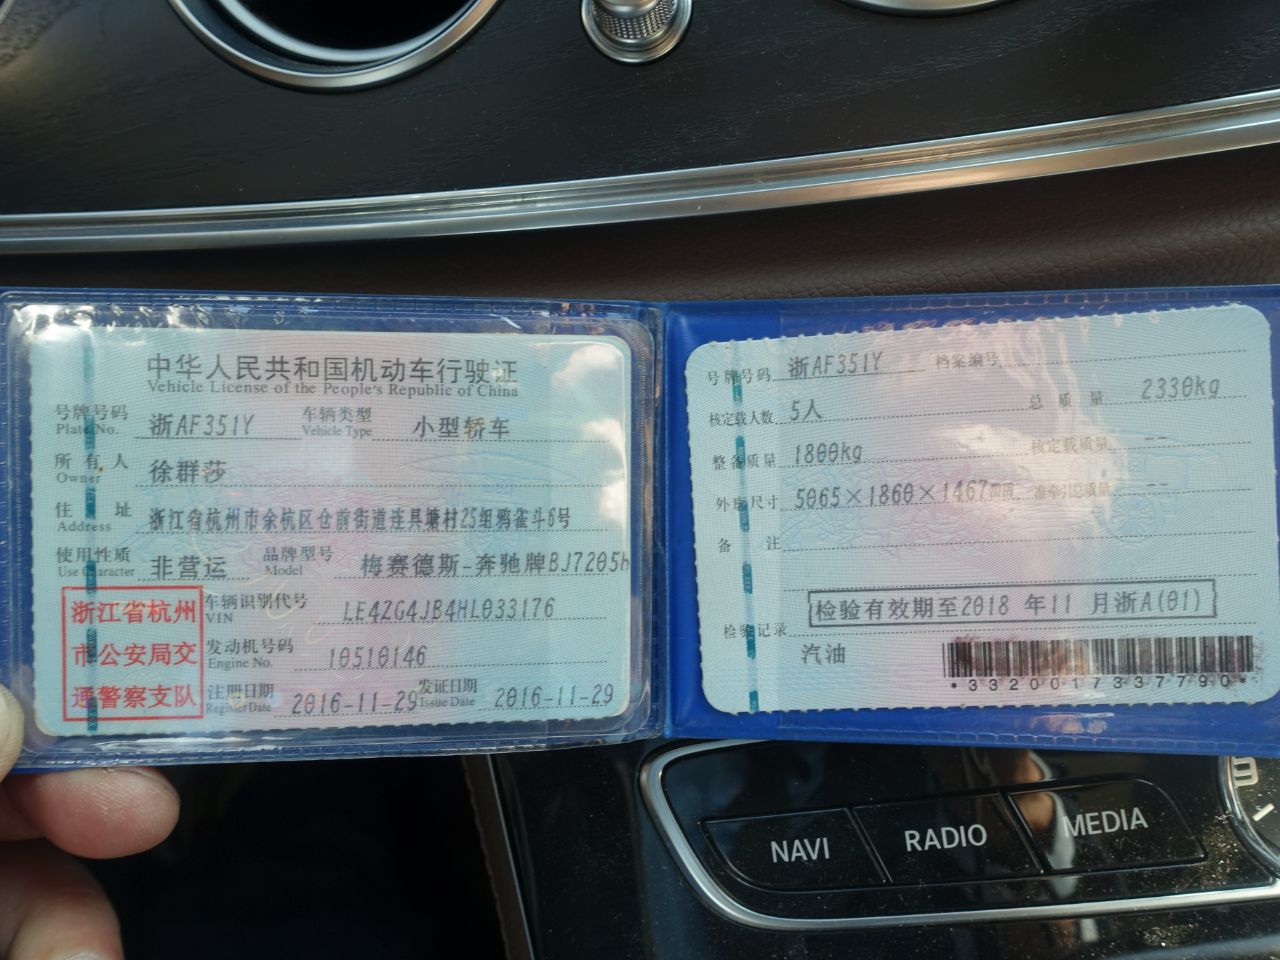 中华人民共和国机动车行驶证
Vehicle License of the People's Republic of China
号牌号码 浙AF351Y 车辆类型 小型轿车
Plate No. Vehicle Type
所有人 徐群莎
Owner
住址 浙江省杭州市余杭区仓前街道连具塘村25组鸦雀斗6号
Address
使用性质 非营运 品牌型号 梅赛德斯-奔驰牌BJ7205H
Use Character Model
浙江省杭州
市公安局交
通警察支队
车辆识别代号 LE4ZG4JB4HL033176
VIN
发动机号码 10510146
Engine No.
注册日期 2016-11-29 发证日期 2016-11-29
Register Date Issue Date
号牌号码 浙AF351Y 档案编号
核定载人数 5人 总质量 2330kg
整备质量 1800kg 核定载质量 --
外廓尺寸 5065×1860×1467mm 准牵引总质量 --
备注
检验有效期至2018 年11 月浙A(01)
检验记录
汽油
*3320017337790*
NAVI RADIO MEDIA